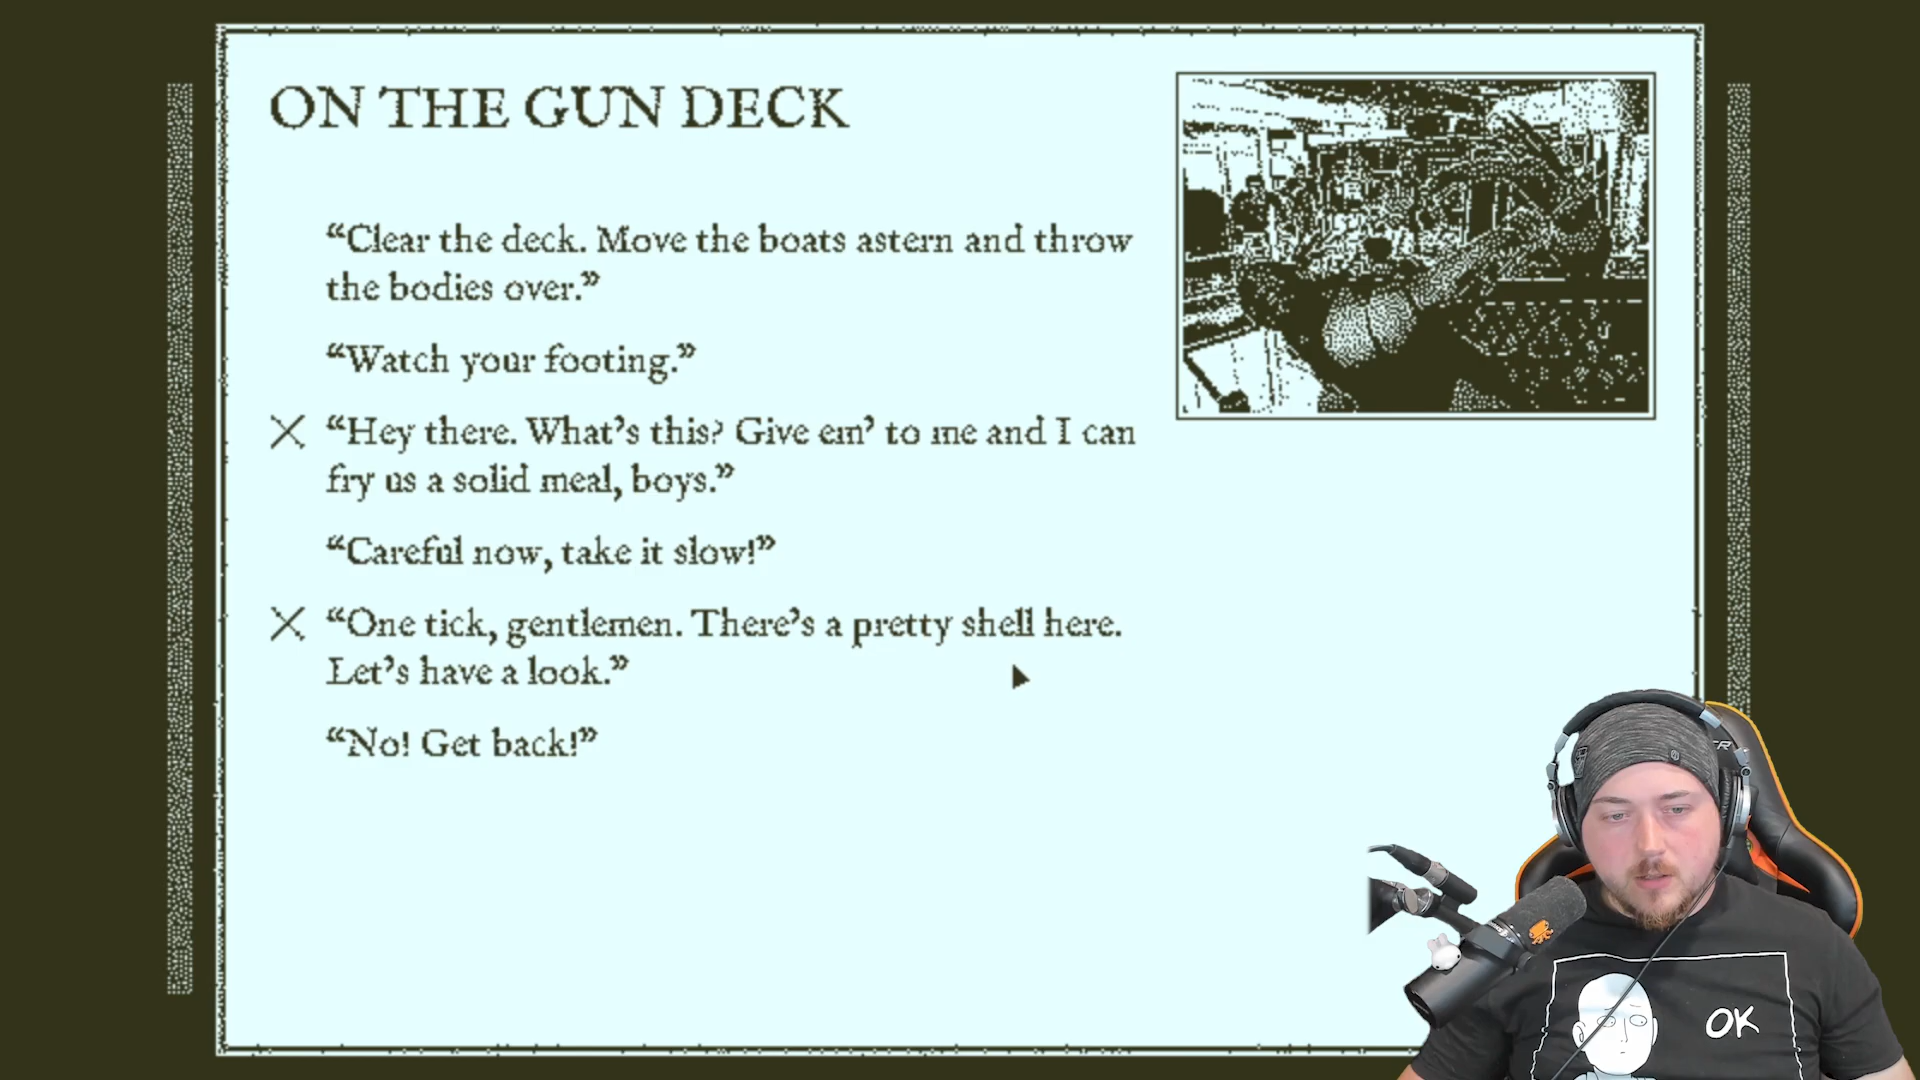 ON THE GUN DECK
“Clear the deck. Move the boats astern and throw
the bodies over.”
“Watch your footing.”
“Hey there. What’s this? Give em’ to me and I can
fry us a solid meal, boys.”
“Careful now, take it slow!”
“One tick, gentlemen. There’s a pretty shell here.
Let’s have a look.”
“No! Get back!”
OK